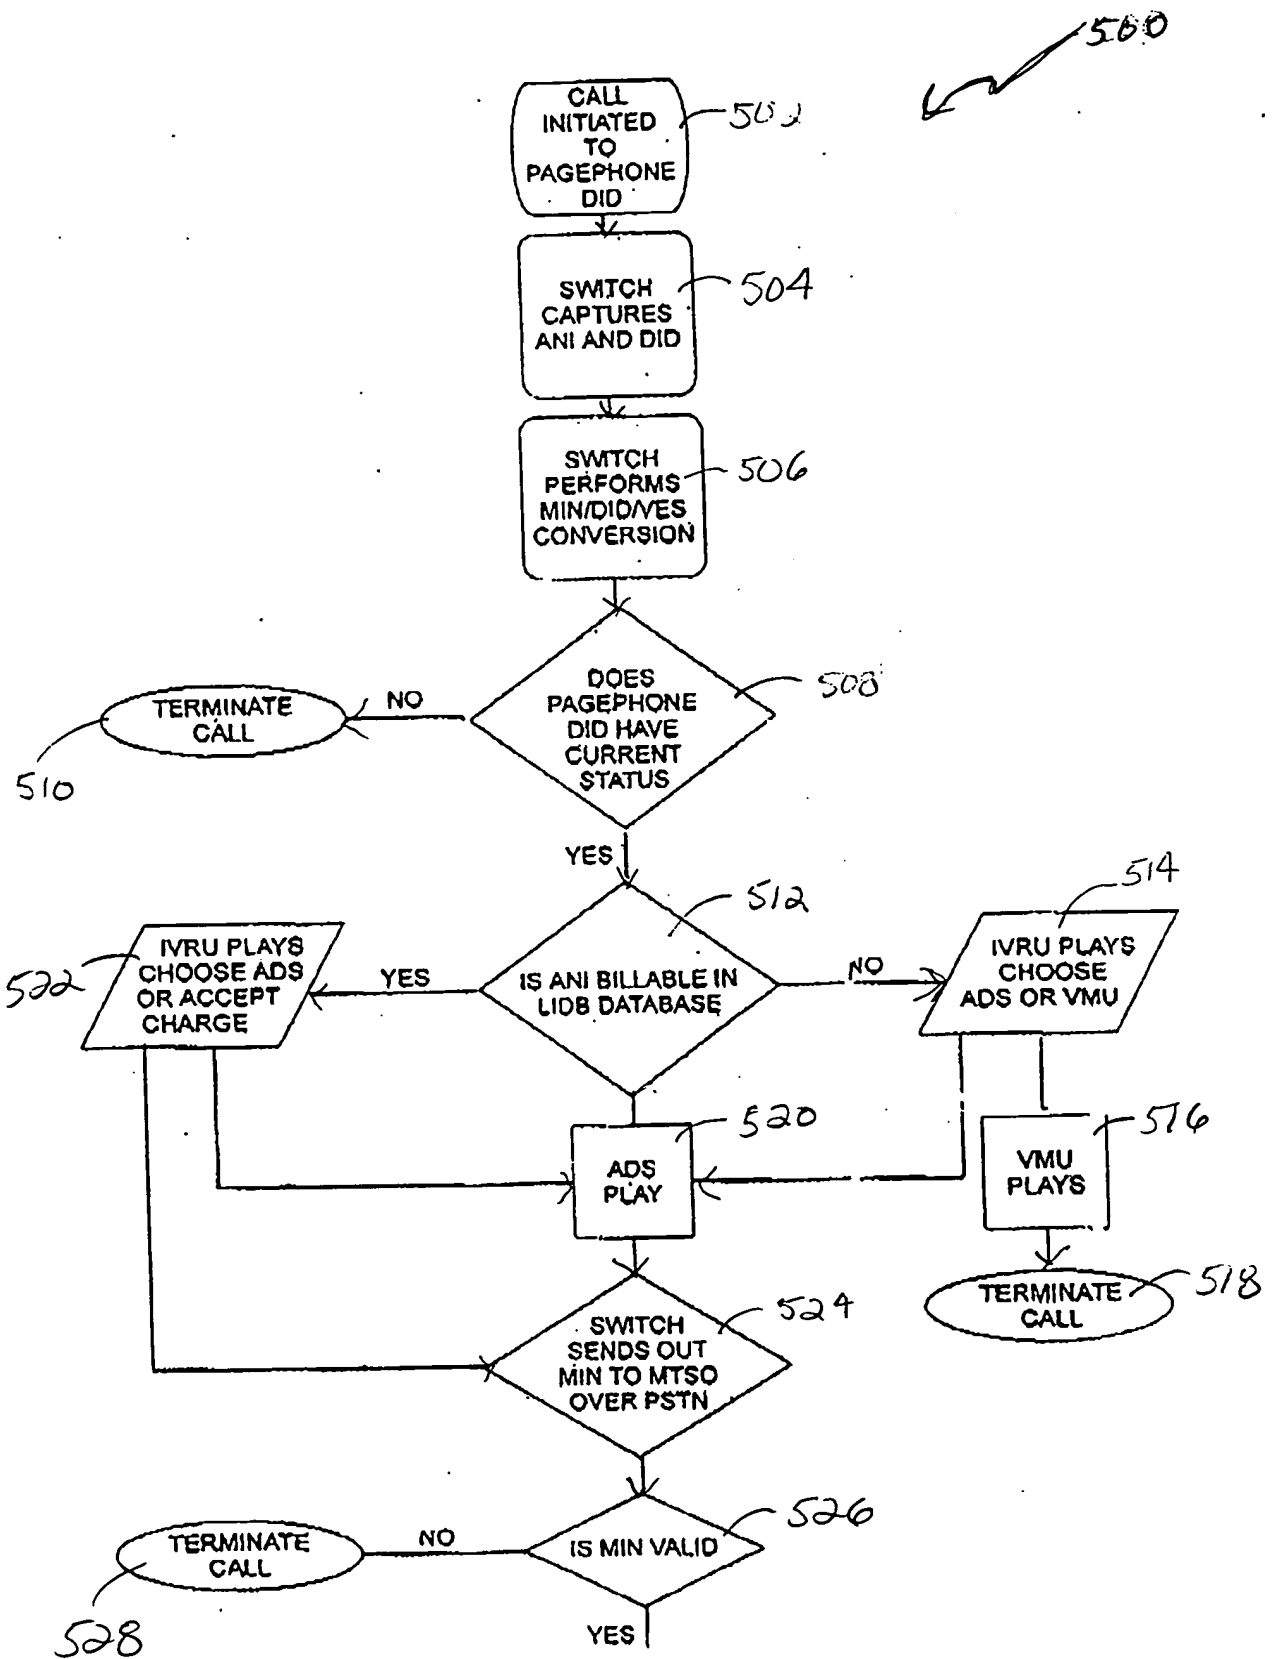 500
CALL
INITIATED
TO
PAGEPHONE
DID
502
SWITCH
CAPTURES
ANI AND DID
504
SWITCH
PERFORMS
MIN/DID/VES
CONVERSION
506
DOES
PAGEPHONE
DID HAVE
CURRENT
STATUS
508
NO
TERMINATE
CALL
510
YES
IS ANI BILLABLE IN
LIDB DATABASE
512
YES
IVRU PLAYS
CHOOSE ADS
OR ACCEPT
CHARGE
522
NO
IVRU PLAYS
CHOOSE
ADS OR VMU
514
ADS
PLAY
520
VMU
PLAYS
516
TERMINATE
CALL
518
SWITCH
SENDS OUT
MIN TO MTSO
OVER PSTN
524
IS MIN VALID
526
NO
TERMINATE
CALL
528
YES